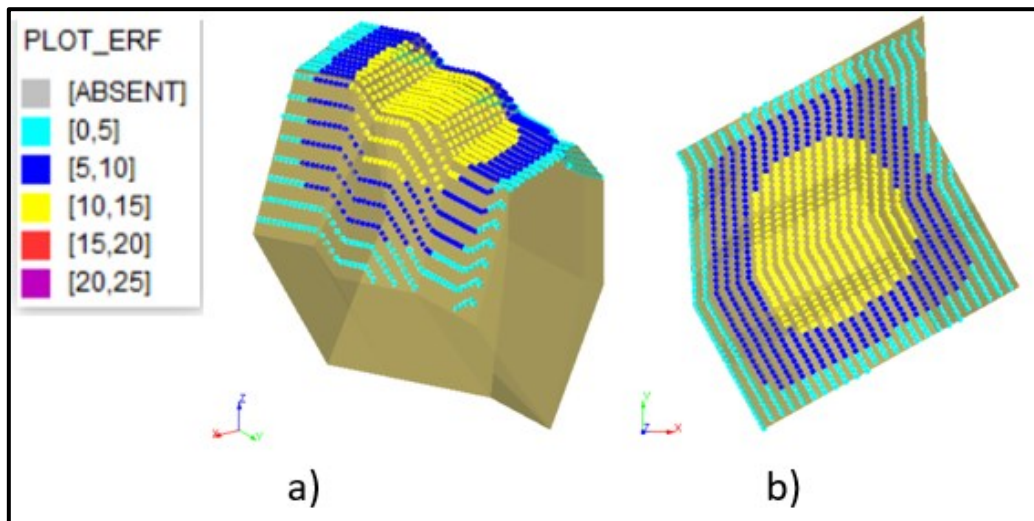 PLOT_ERF
[ABSENT]
[0,5]
[5,10]
[10,15]
[15,20]
[20,25]
Z
X
Y
Y
Z
X
a)
b)